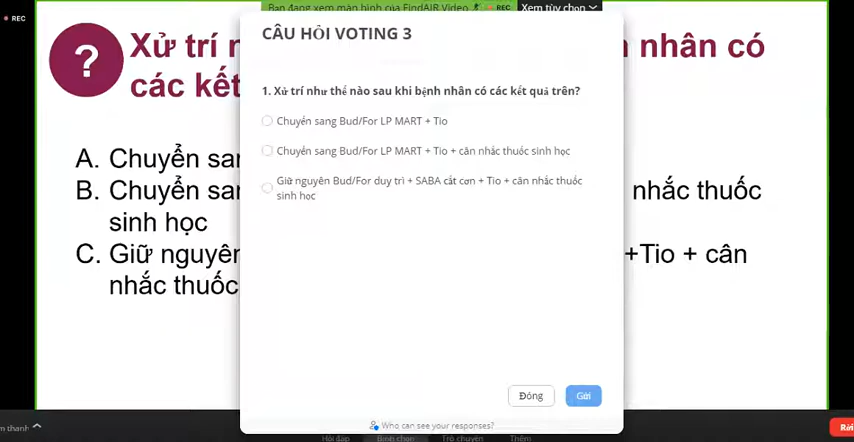 REC
Bạn đang xem màn hình của FindAIR Video
REC
Xem tùy chọn
CÂU HỎI VOTING 3
? Xử trí n
n nhân có
các kết
1. Xử trí như thế nào sau khi bệnh nhân có các kết quả trên?
Chuyển sang Bud/For LP MART + Tio
Chuyển sang Bud/For LP MART + Tio + cân nhắc thuốc sinh học
Giữ nguyên Bud/For duy trì + SABA cắt cơn + Tio + cân nhắc thuốc
sinh học
A. Chuyển sa
B. Chuyển sa
nhắc thuốc
sinh học
C. Giữ nguyê
+Tio + cân
nhắc thuốc
Đóng
Gửi
Who can see your responses?
m thanh
Hỏi đáp
Bình chọn
Trò chuyện
Thêm
Rời